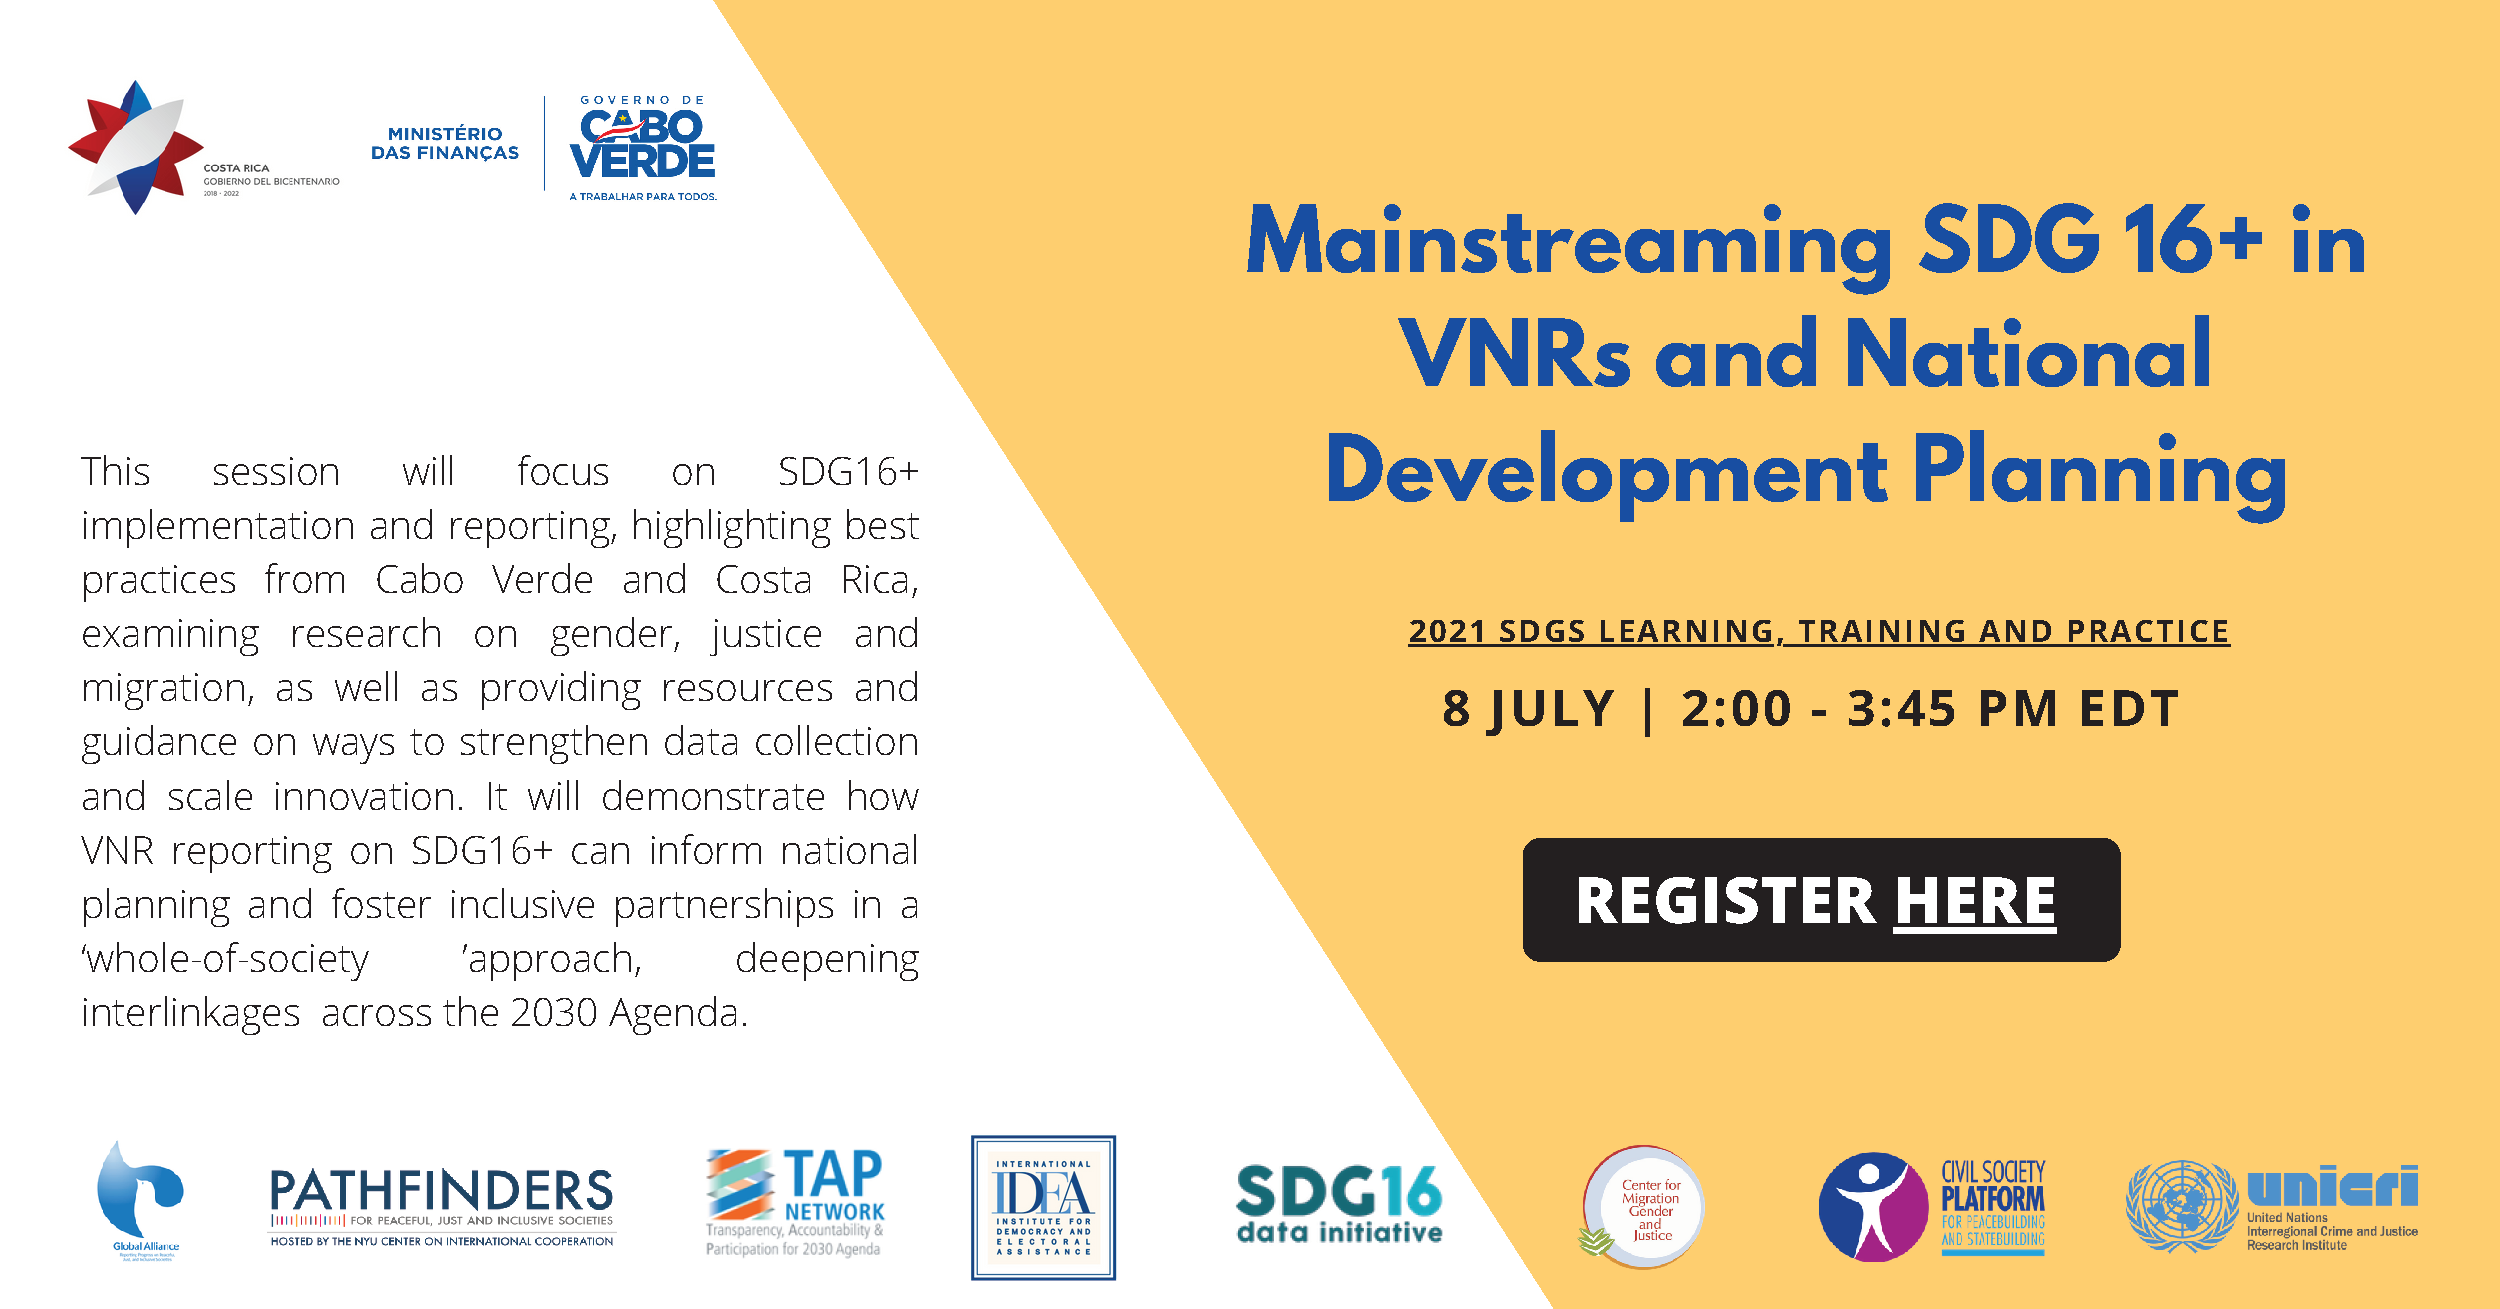 COSTA RICA
GOBIERNO DEL BICENTENARIO
2018 - 2022
MINISTÉRIO
DAS FINANÇAS
GOVERNO DE
CABO
VERDE
A TRABALHAR PARA TODOS.
Mainstreaming SDG 16+ in
VNRs and National
Development Planning
2021 SDGS LEARNING, TRAINING AND PRACTICE
8 JULY | 2:00 - 3:45 PM EDT
REGISTER HERE
This session will focus on SDG16+
implementation and reporting, highlighting best
practices from Cabo Verde and Costa Rica,
examining research on gender, justice and
migration, as well as providing resources and
guidance on ways to strengthen data collection
and scale innovation. It will demonstrate how
VNR reporting on SDG16+ can inform national
planning and foster inclusive partnerships in a
‘whole-of-society ’approach, deepening
interlinkages across the 2030 Agenda.
Global Alliance
PATHFINDERS
FOR PEACEFUL, JUST AND INCLUSIVE SOCIETIES
HOSTED BY THE NYU CENTER ON INTERNATIONAL COOPERATION
TAP
NETWORK
Transparency, Accountability &
Participation for 2030 Agenda
INTERNATIONAL
IDEA
INSTITUTE FOR
DEMOCRACY AND
ELECTORAL
ASSISTANCE
SDG16
data initiative
Center for
Migration
Gender
and
Justice
CIVIL SOCIETY
PLATFORM
FOR PEACEBUILDING
AND STATEBUILDING
unicri
United Nations
Interregional Crime and Justice
Research Institute